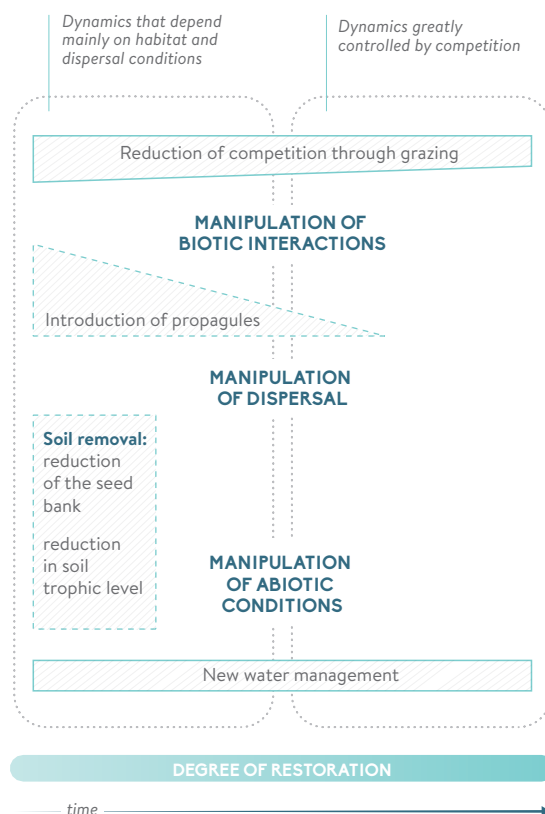 Dynamics that depend
mainly on habitat and
dispersal conditions
Dynamics greatly
controlled by competition
Reduction of competition through grazing
MANIPULATION OF
BIOTIC INTERACTIONS
Introduction of propagules
MANIPULATION
OF DISPERSAL
Soil removal:
reduction
of the seed
bank
reduction
in soil
trophic level
MANIPULATION
OF ABIOTIC
CONDITIONS
New water management
DEGREE OF RESTORATION
time